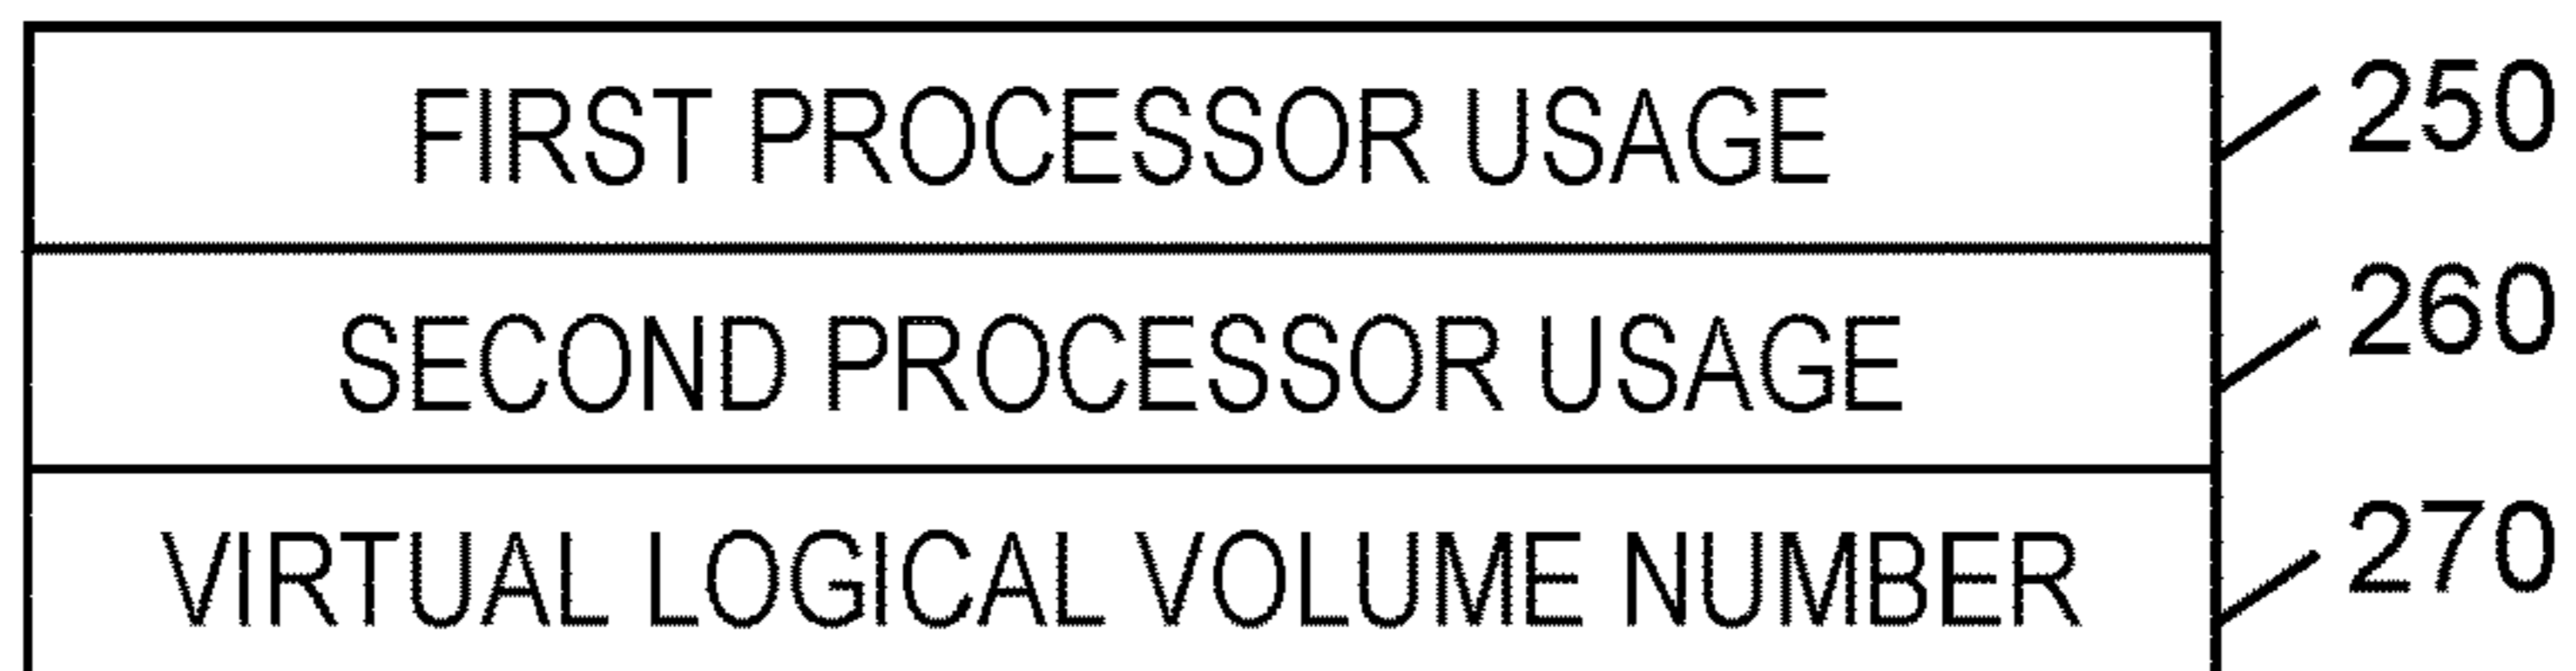 FIRST PROCESSOR USAGE 250
SECOND PROCESSOR USAGE 260
VIRTUAL LOGICAL VOLUME NUMBER 270